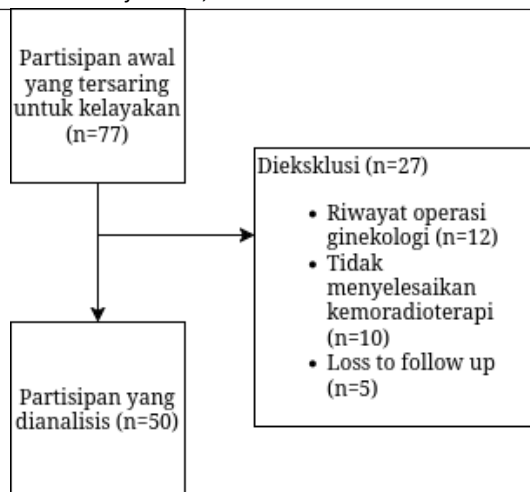 Partisipan awal
yang tersaring
untuk kelayakan
(n=77)
Dieksklusi (n=27)
• Riwayat operasi
ginekologi (n=12)
• Tidak
menyelesaikan
kemoradioterapi
(n=10)
• Loss to follow up
(n=5)
Partisipan yang
dianalisis (n=50)